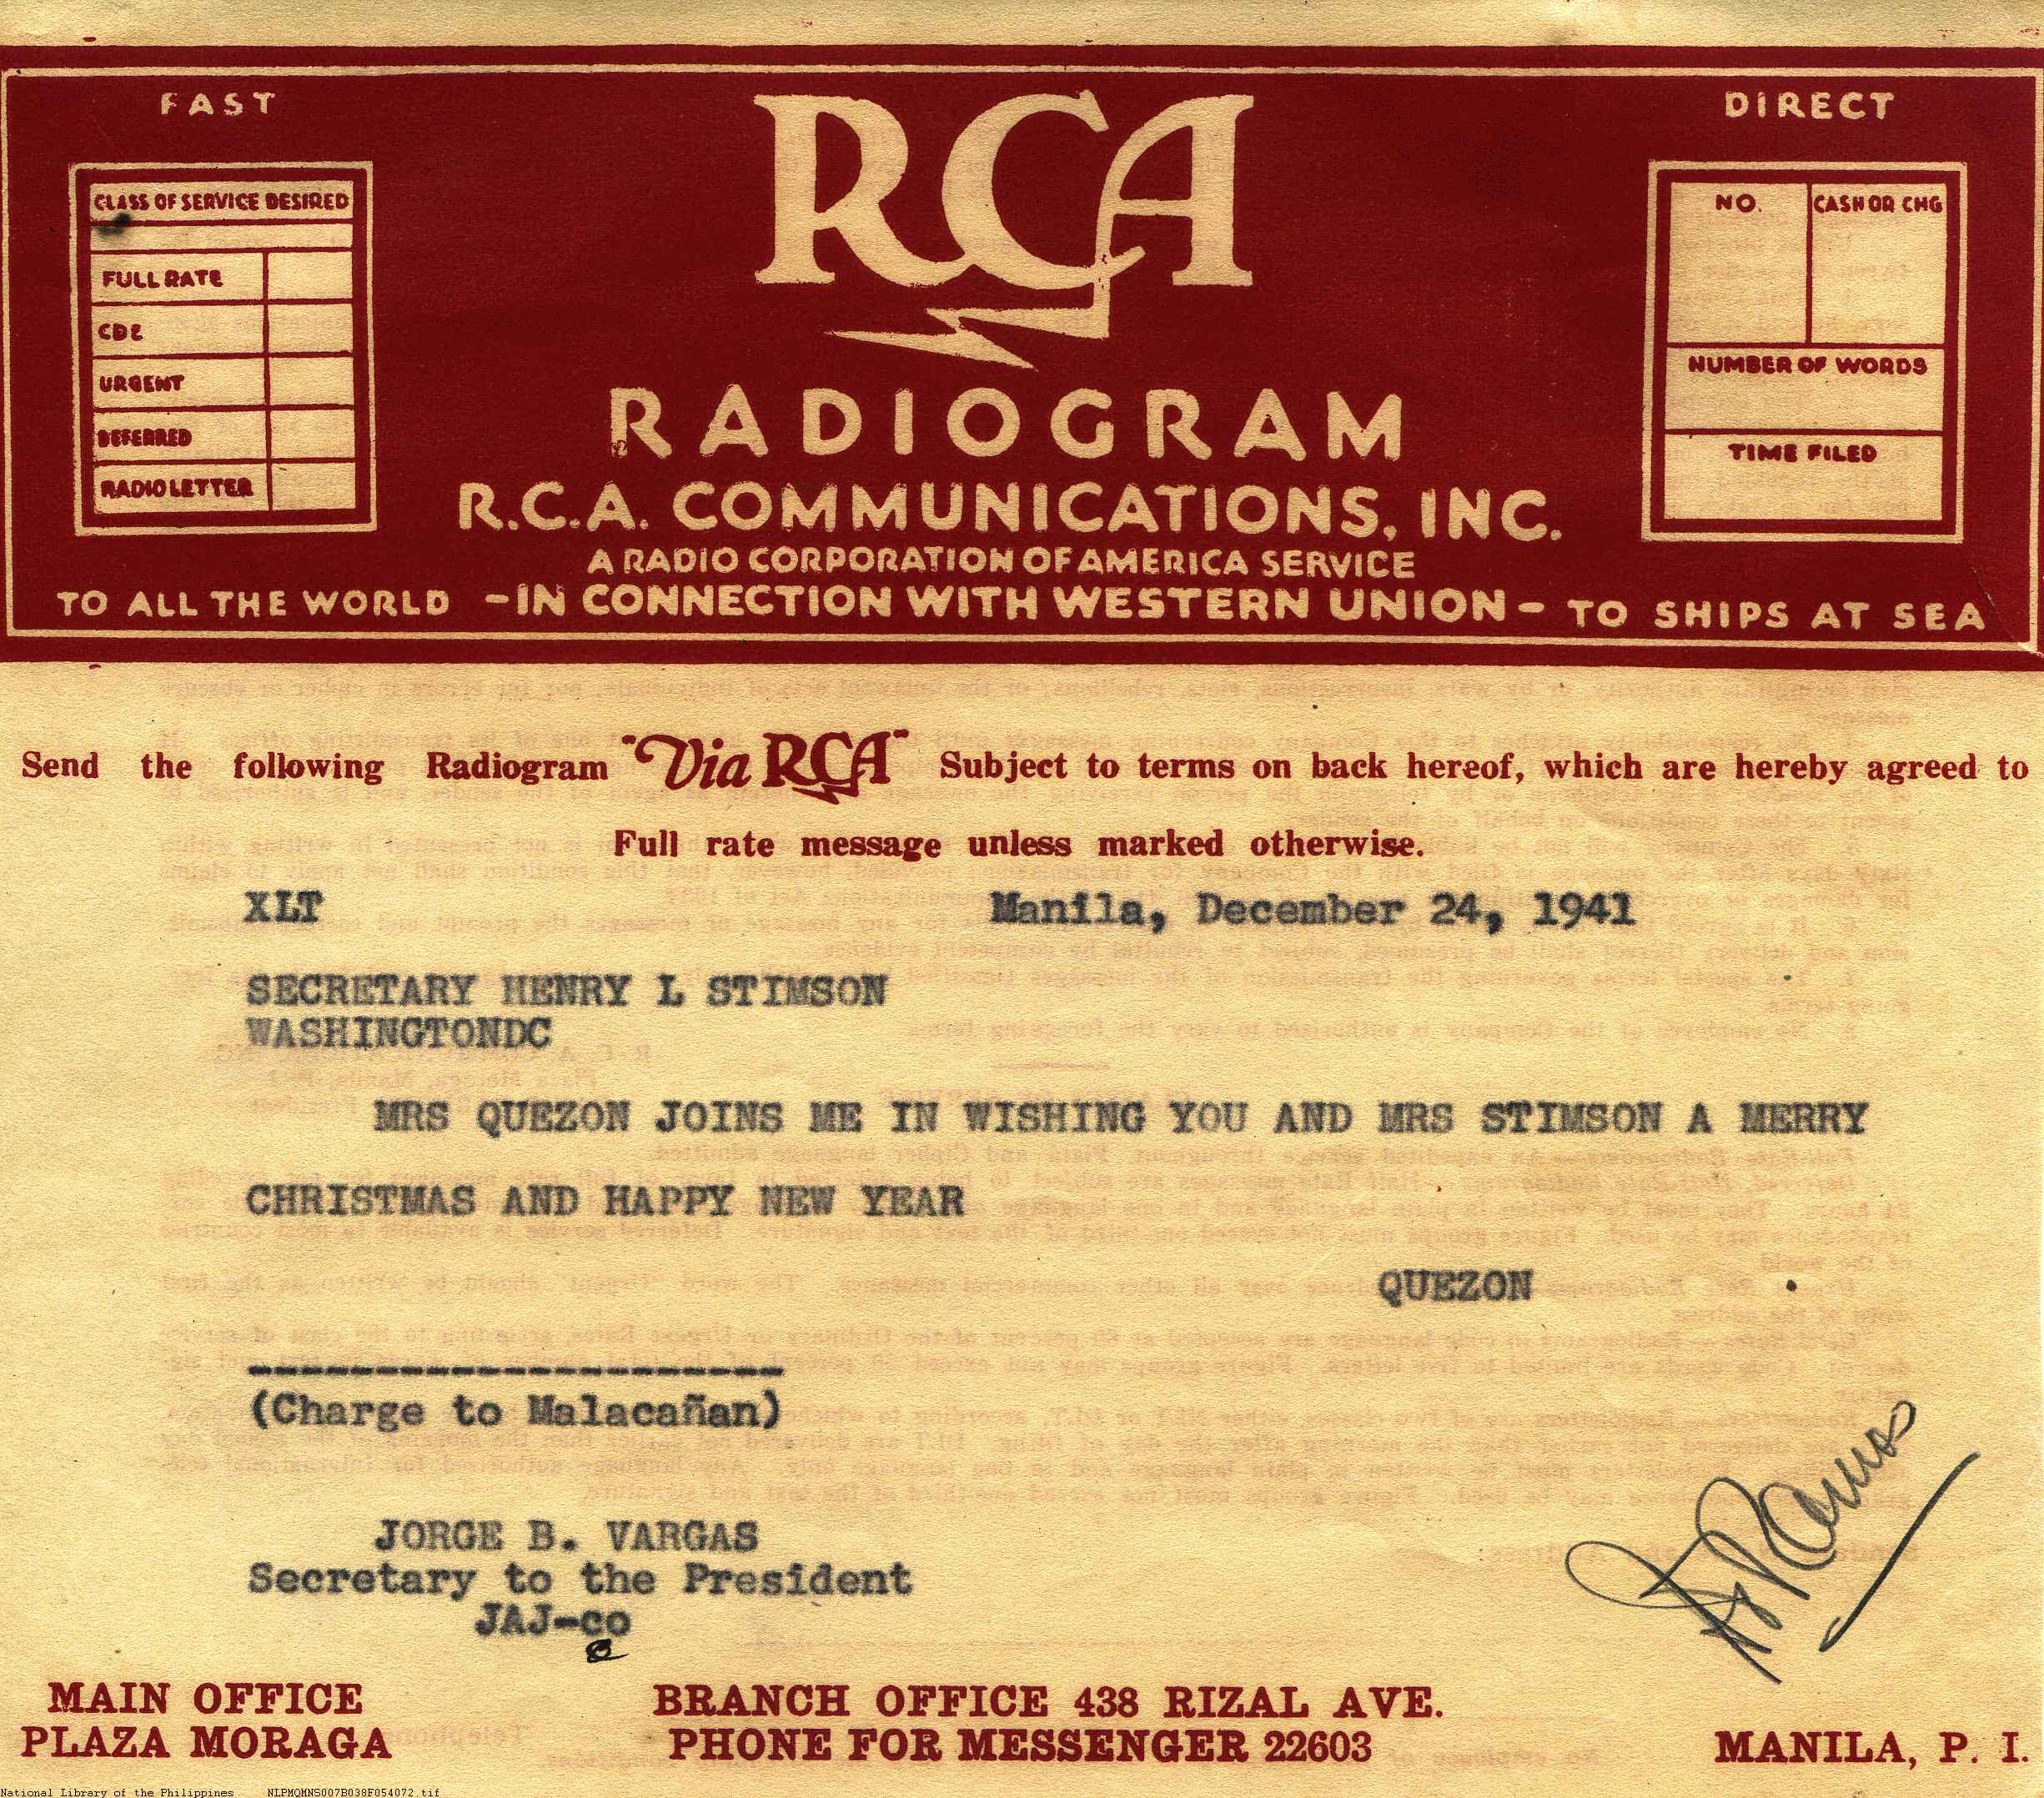 FAST
RCA
DIRECT
CLASS OF SERVICE DESIRED
FULL RATE
CDE
URGENT
DEFERRED
RADIOLETTER
NO.
CASH OR CHG
NUMBER OF WORDS
TIME FILED
RADIOGRAM
R.C.A. COMMUNICATIONS, INC.
A RADIO CORPORATION OF AMERICA SERVICE
TO ALL THE WORLD -IN CONNECTION WITH WESTERN UNION- TO SHIPS AT SEA
Send the following Radiogram "Via RCA" Subject to terms on back hereof, which are hereby agreed to
Full rate message unless marked otherwise.
XLT Manila, December 24, 1941
SECRETARY HENRY L STIMSON
WASHINGTONDC
MRS QUEZON JOINS ME IN WISHING YOU AND MRS STIMSON A MERRY
CHRISTMAS AND HAPPY NEW YEAR
QUEZON
(Charge to Malacañan)
JORGE B. VARGAS
Secretary to the President
JAJ-co
Ramos
MAIN OFFICE
PLAZA MORAGA
BRANCH OFFICE 438 RIZAL AVE.
PHONE FOR MESSENGER 22603
MANILA, P. I.
National Library of the Philippines NLPMQMNS007B038F054072.tif